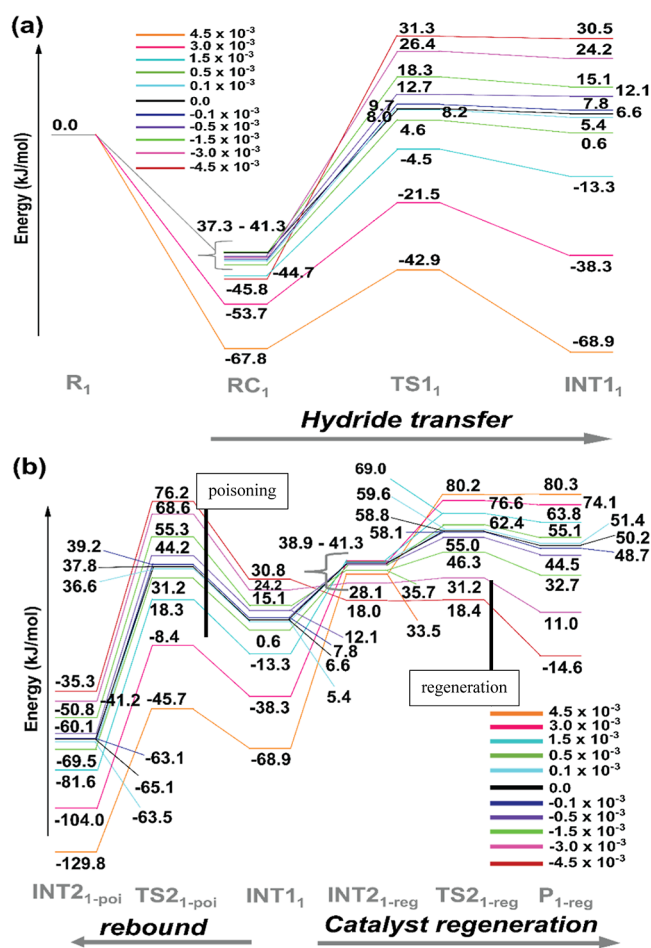 (a)
4.5 x 10⁻³
3.0 x 10⁻³
1.5 x 10⁻³
0.5 x 10⁻³
0.1 x 10⁻³
0.0
-0.1 x 10⁻³
-0.5 x 10⁻³
-1.5 x 10⁻³
-3.0 x 10⁻³
-4.5 x 10⁻³
Energy (kJ/mol)
0.0
31.3
30.5
26.4
24.2
18.3
15.1
12.7
12.1
9.7
7.8
8.0
8.2
6.6
4.6
5.4
0.6
-4.5
-13.3
-21.5
-38.3
-42.9
-68.9
37.3 - 41.3
-44.7
-45.8
-53.7
-67.8
R₁
RC₁
TS1₁
INT1₁
Hydride transfer
(b)
Energy (kJ/mol)
poisoning
regeneration
76.2
68.6
55.3
44.2
39.2
37.8
36.6
31.2
18.3
-8.4
-45.7
-35.3
-41.2
-50.8
-60.1
-63.1
-65.1
-63.5
-69.5
-81.6
-104.0
-129.8
30.8
24.2
15.1
12.1
7.8
6.6
5.4
0.6
-13.3
-38.3
-68.9
38.9 - 41.3
28.1
18.0
35.7
33.5
69.0
59.6
58.8
58.1
80.2
76.6
62.4
55.0
46.3
31.2
18.4
80.3
74.1
63.8
55.1
51.4
50.2
48.7
44.5
32.7
11.0
-14.6
4.5 x 10⁻³
3.0 x 10⁻³
1.5 x 10⁻³
0.5 x 10⁻³
0.1 x 10⁻³
0.0
-0.1 x 10⁻³
-0.5 x 10⁻³
-1.5 x 10⁻³
-3.0 x 10⁻³
-4.5 x 10⁻³
INT2₁₋ₚₒᵢ
TS2₁₋ₚₒᵢ
INT1₁
INT2₁-reg
TS2₁-reg
P₁-reg
rebound
Catalyst regeneration